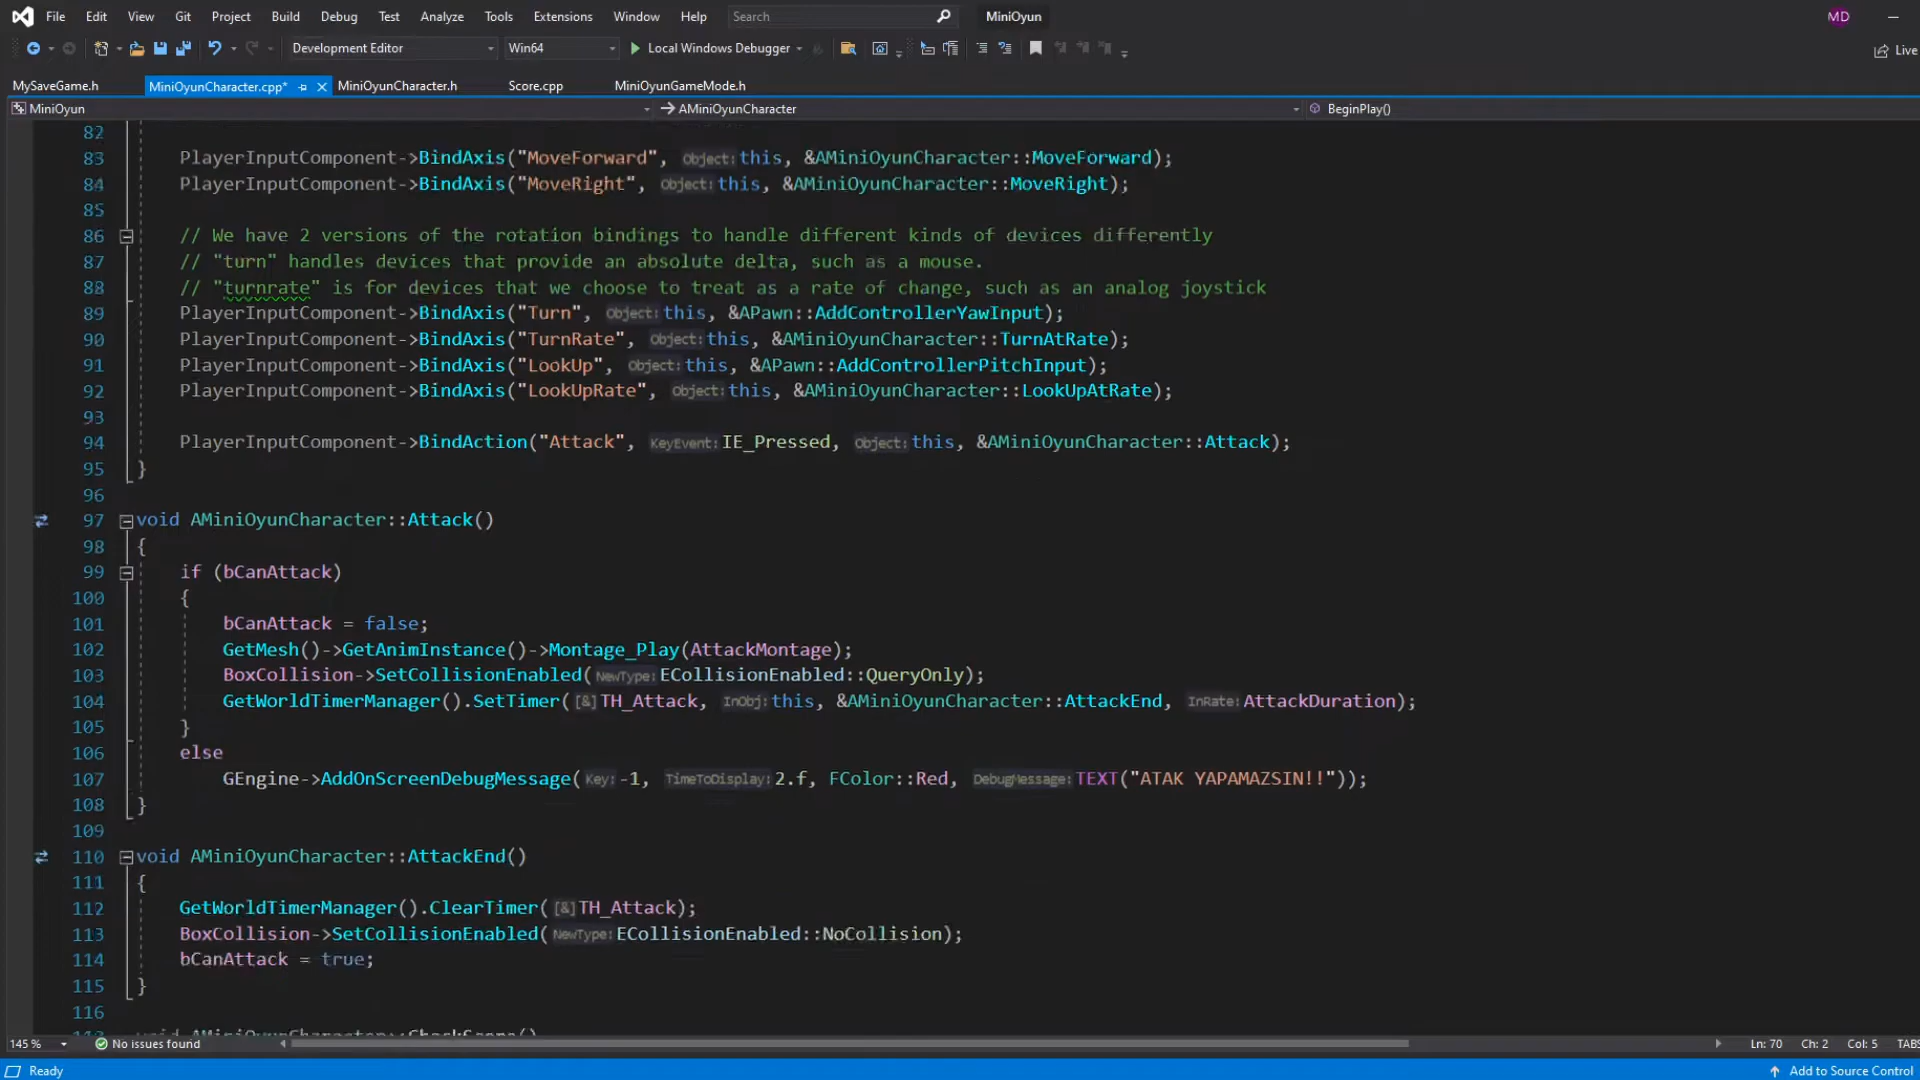 File Edit View Git Project Build Debug Test Analyze Tools Extensions Window Help Search MiniOyun MD
Development Editor Win64 Local Windows Debugger Live
MySaveGame.h MiniOyunCharacter.cpp* MiniOyunCharacter.h Score.cpp MiniOyunGameMode.h
MiniOyun AMiniOyunCharacter BeginPlay()
82
83 PlayerInputComponent->BindAxis("MoveForward", Object: this, &AMiniOyunCharacter::MoveForward);
84 PlayerInputComponent->BindAxis("MoveRight", Object: this, &AMiniOyunCharacter::MoveRight);
85
86 // We have 2 versions of the rotation bindings to handle different kinds of devices differently
87 // "turn" handles devices that provide an absolute delta, such as a mouse.
88 // "turnrate" is for devices that we choose to treat as a rate of change, such as an analog joystick
89 PlayerInputComponent->BindAxis("Turn", Object: this, &APawn::AddControllerYawInput);
90 PlayerInputComponent->BindAxis("TurnRate", Object: this, &AMiniOyunCharacter::TurnAtRate);
91 PlayerInputComponent->BindAxis("LookUp", Object: this, &APawn::AddControllerPitchInput);
92 PlayerInputComponent->BindAxis("LookUpRate", Object: this, &AMiniOyunCharacter::LookUpAtRate);
93
94 PlayerInputComponent->BindAction("Attack", KeyEvent: IE_Pressed, Object: this, &AMiniOyunCharacter::Attack);
95 }
96
97 void AMiniOyunCharacter::Attack()
98 {
99 if (bCanAttack)
100 {
101 bCanAttack = false;
102 GetMesh()->GetAnimInstance()->Montage_Play(AttackMontage);
103 BoxCollision->SetCollisionEnabled(NewType: ECollisionEnabled::QueryOnly);
104 GetWorldTimerManager().SetTimer([&]TH_Attack, InObj: this, &AMiniOyunCharacter::AttackEnd, InRate: AttackDuration);
105 }
106 else
107 GEngine->AddOnScreenDebugMessage(Key: -1, TimeToDisplay: 2.f, FColor::Red, DebugMessage: TEXT("ATAK YAPAMAZSIN!!"));
108 }
109
110 void AMiniOyunCharacter::AttackEnd()
111 {
112 GetWorldTimerManager().ClearTimer([&]TH_Attack);
113 BoxCollision->SetCollisionEnabled(NewType: ECollisionEnabled::NoCollision);
114 bCanAttack = true;
115 }
116
145 % No issues found Ln: 70 Ch: 2 Col: 5 TABS
Ready Add to Source Control